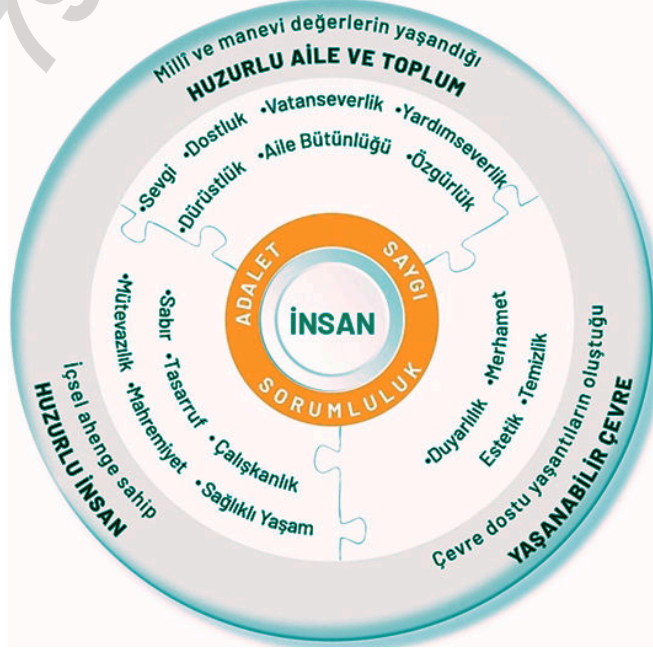 Millî ve manevi değerlerin yaşandığı
HUZURLU AİLE VE TOPLUM
•Sevgi •Dostluk •Vatanseverlik •Yardımseverlik
•Dürüstlük •Aile Bütünlüğü •Özgürlük
ADALET
SAYGI
SORUMLULUK
İNSAN
•Sabır •Tasarruf •Çalışkanlık
•Mütevazılık •Mahremiyet •Sağlıklı Yaşam
İçsel ahenge sahip
HUZURLU İNSAN
•Duyarlılık •Merhamet
Estetik •Temizlik
Çevre dostu yaşantıların oluştuğu
YAŞANABİLİR ÇEVRE